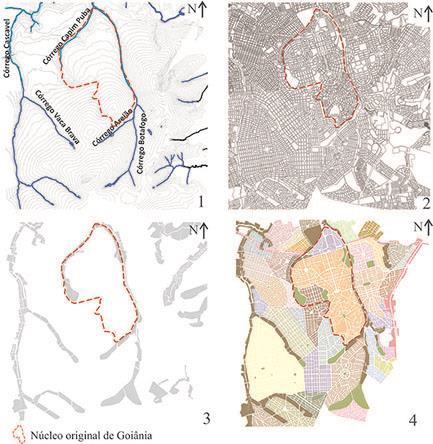 N
Córrego Cascavel
Córrego Capim Puba
Córrego Vaca Brava
Córrego Areião
Córrego Botafogo
1
N
2
N
3
N
4
Núcleo original de Goiânia